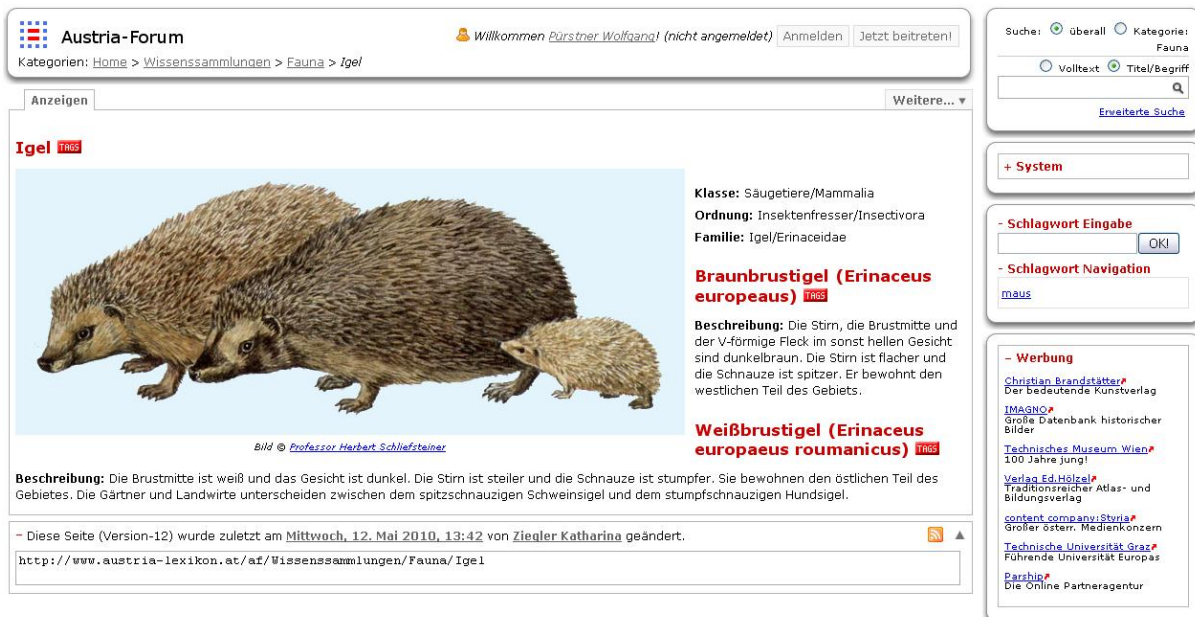 Austria-Forum
Willkommen Pürstner Wolfgang! (nicht angemeldet) Anmelden Jetzt beitreten!
Kategorien: Home > Wissenssammlungen > Fauna > Igel
Anzeigen
Weitere... ▾
Igel TAGS
Klasse: Säugetiere/Mammalia
Ordnung: Insektenfresser/Insectivora
Familie: Igel/Erinaceidae
Braunbrustigel (Erinaceus
europeaus) TAGS
Beschreibung: Die Stirn, die Brustmitte und
der V-förmige Fleck im sonst hellen Gesicht
sind dunkelbraun. Die Stirn ist flacher und
die Schnauze ist spitzer. Er bewohnt den
westlichen Teil des Gebiets.
Bild © Professor Herbert Schliefsteiner
Weißbrustigel (Erinaceus
europaeus roumanicus) TAGS
Beschreibung: Die Brustmitte ist weiß und das Gesicht ist dunkel. Die Stirn ist steiler und die Schnauze ist stumpfer. Sie bewohnen den östlichen Teil des
Gebietes. Die Gärtner und Landwirte unterscheiden zwischen dem spitzschnauzigen Schweinsigel und dem stumpfschnauzigen Hundsigel.
– Diese Seite (Version-12) wurde zuletzt am Mittwoch, 12. Mai 2010, 13:42 von Ziegler Katharina geändert.
http://www.austria-lexikon.at/af/Wissenssammlungen/Fauna/Igel
Suche: überall Kategorie:
Fauna
Volltext Titel/Begriff
Erweiterte Suche
+ System
- Schlagwort Eingabe
OK!
- Schlagwort Navigation
maus
– Werbung
Christian Brandstätter
Der bedeutende Kunstverlag
IMAGNO
Große Datenbank historischer
Bilder
Technisches Museum Wien
100 Jahre jung!
Verlag Ed.Hölzel
Traditionsreicher Atlas- und
Bildungsverlag
content company:Styria
Großer österr. Medienkonzern
Technische Universität Graz
Führende Universität Europas
Parship
Die Online Partneragentur